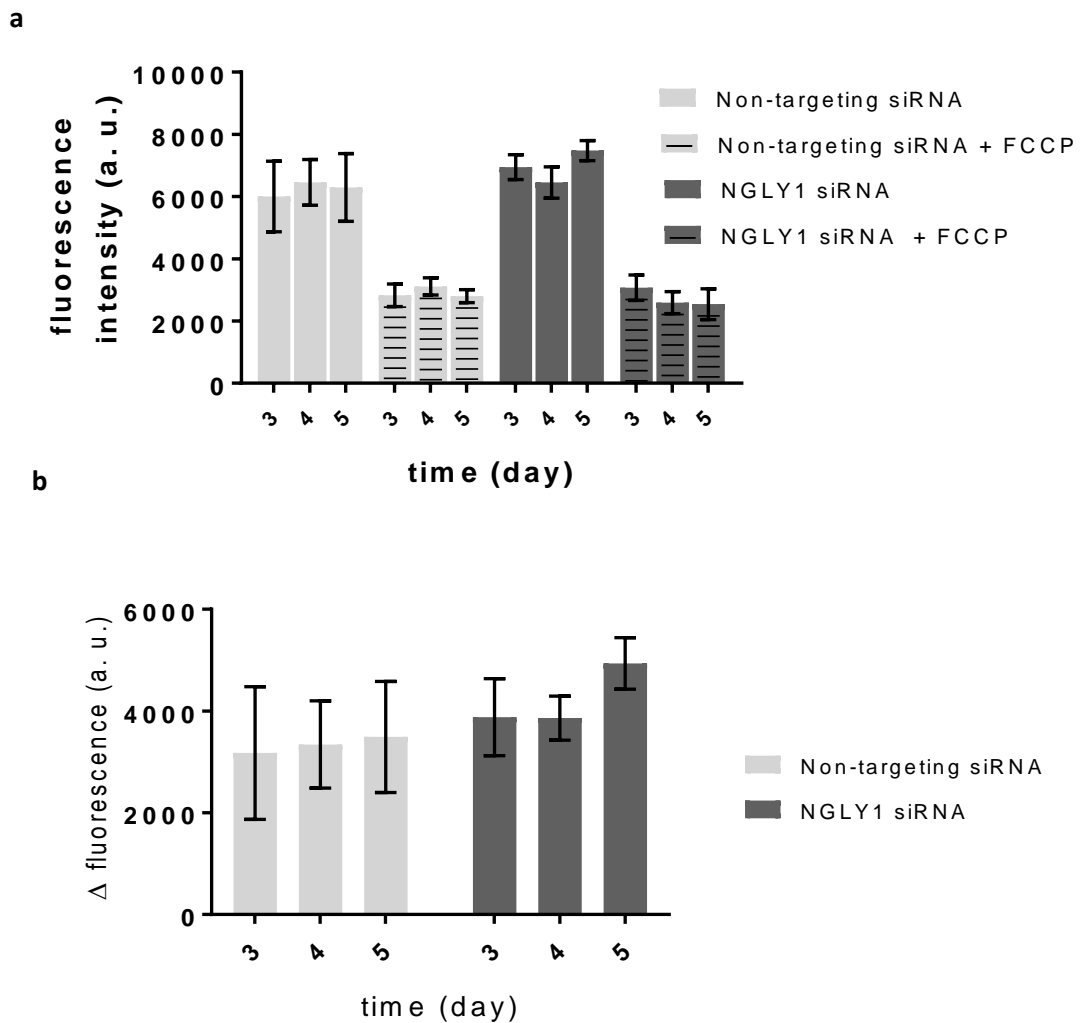 a
10000
8000
6000
4000
2000
0
fluorescence
intensity (a. u.)
3 4 5 3 4 5 3 4 5 3 4 5
time (day)
Non-targeting siRNA
Non-targeting siRNA + FCCP
NGLY1 siRNA
NGLY1 siRNA + FCCP
b
6000
4000
2000
0
Δ fluorescence (a. u.)
3 4 5 3 4 5
time (day)
Non-targeting siRNA
NGLY1 siRNA